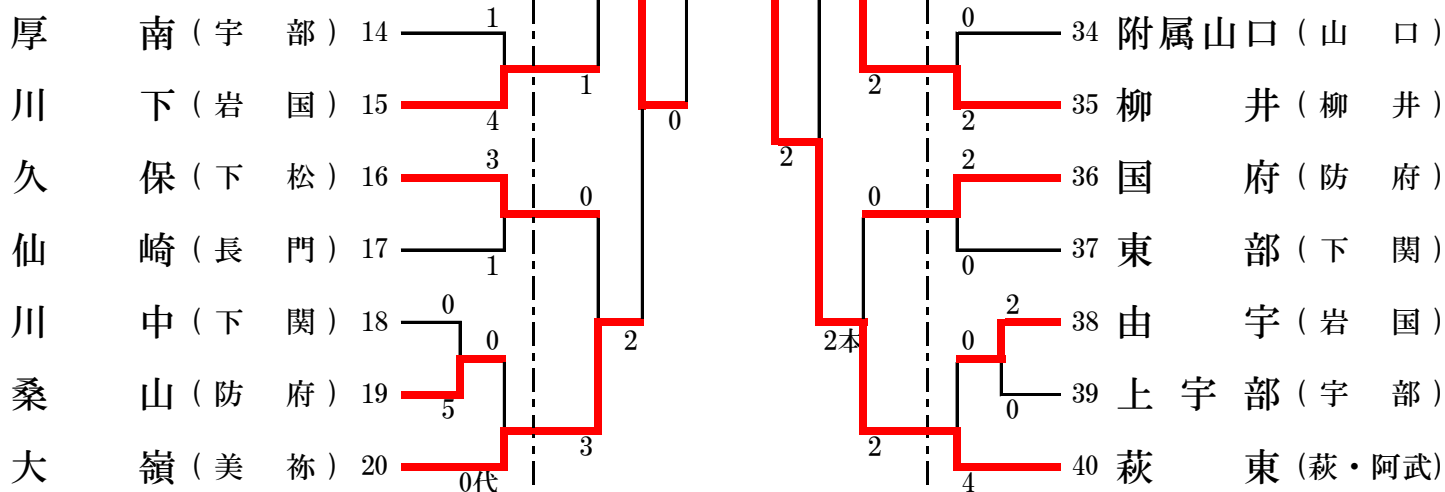 厚 南 ( 宇 部 ) 14 1 0 34 附属山口 ( 山 口 )
1 2
川 下 ( 岩 国 ) 15 4 0 2 35 柳 井 ( 柳 井 )
久 保 ( 下 松 ) 16 3 2 2 36 国 府 ( 防 府 )
0 0
仙 崎 ( 長 門 ) 17 1 0 37 東 部 ( 下 関 )
川 中 ( 下 関 ) 18 0 2 38 由 宇 ( 岩 国 )
0 2 2本 0
桑 山 ( 防 府 ) 19 5 0 39 上 宇 部 ( 宇 部 )
3 2
大 嶺 ( 美 祢 ) 20 0代 4 40 萩 東 (萩・阿武)